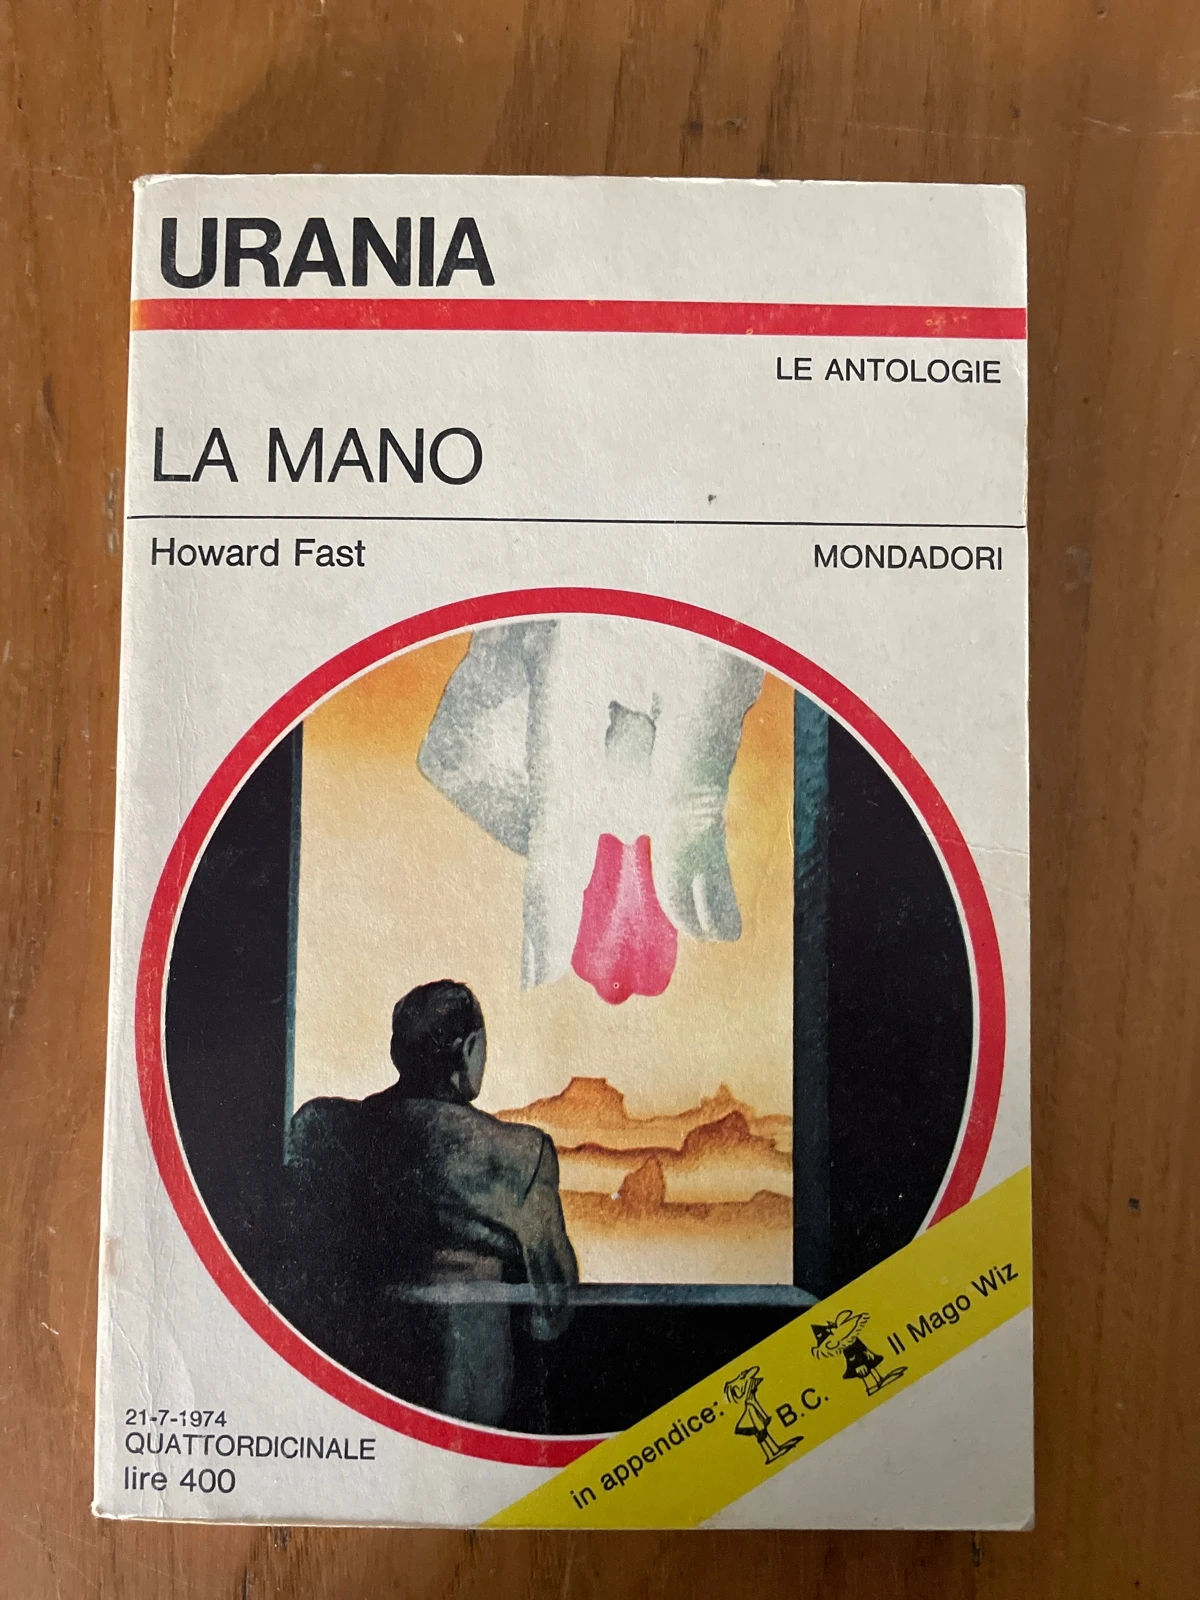 URANIA
LE ANTOLOGIE
LA MANO
Howard Fast
MONDADORI
21-7-1974
QUATTORDICINALE
lire 400
in appendice: B.C. Il Mago Wiz